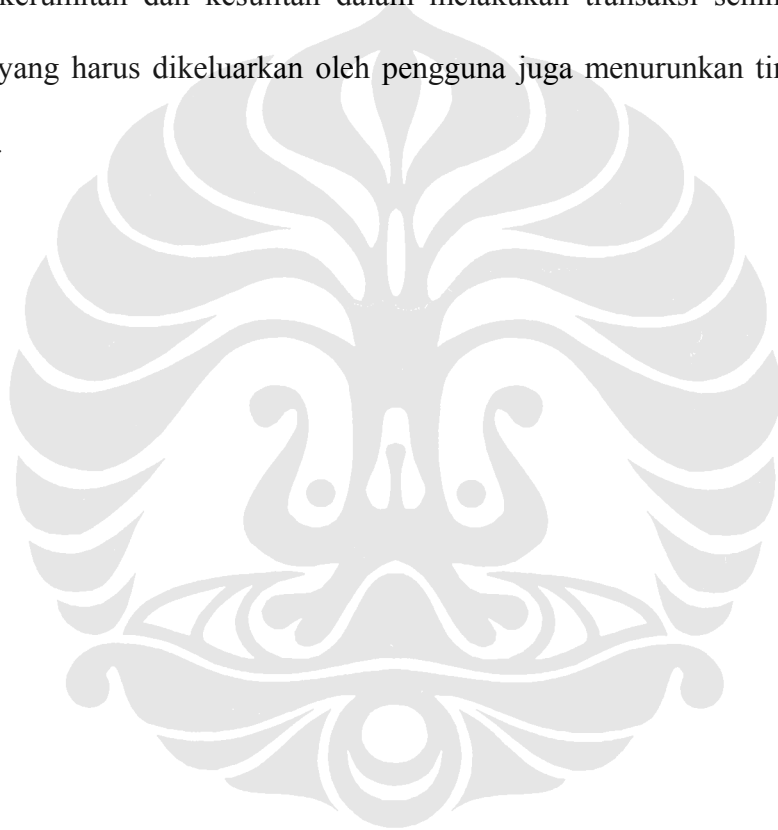 kerumitan dan kesulitan dalam melakukan transaksi
yang harus dikeluarkan oleh pengguna juga menurunkan